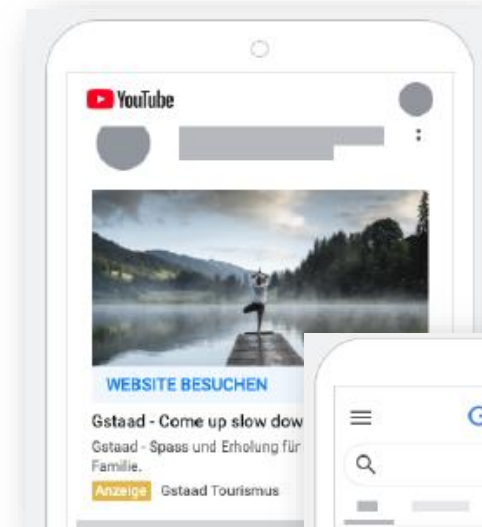 YouTube
WEBSITE BESUCHEN
Gstaad - Come up slow dow
Gstaad - Spass und Erholung für
Familie.
Anzeige Gstaad Tourismus
G